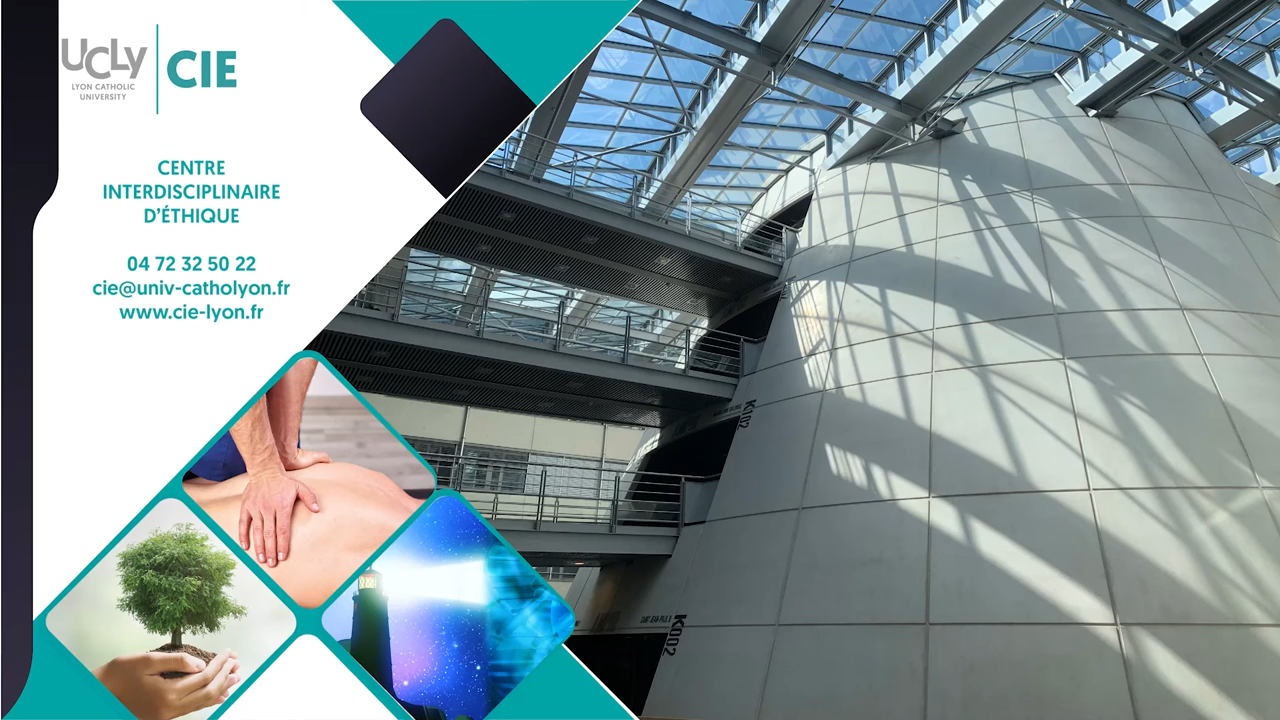 UCLy
LYON CATHOLIC
UNIVERSITY
CIE
CENTRE
INTERDISCIPLINAIRE
D'ÉTHIQUE
04 72 32 50 22
cie@univ-catholyon.fr
www.cie-lyon.fr
K102
K002